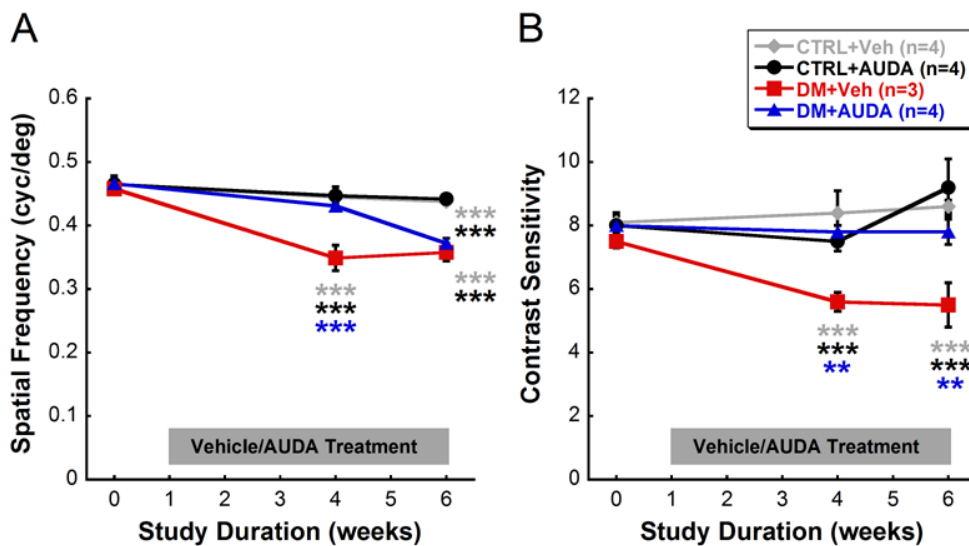 A
B
CTRL+Veh (n=4)
CTRL+AUDA (n=4)
DM+Veh (n=3)
DM+AUDA (n=4)
Spatial Frequency (cyc/deg)
0.6
0.5
0.4
0.3
0.2
0.1
0
***
***
***
***
***
***
***
Vehicle/AUDA Treatment
0 1 2 3 4 5 6
Study Duration (weeks)
Contrast Sensitivity
12
10
8
6
4
2
0
***
***
**
***
***
**
Vehicle/AUDA Treatment
0 1 2 3 4 5 6
Study Duration (weeks)